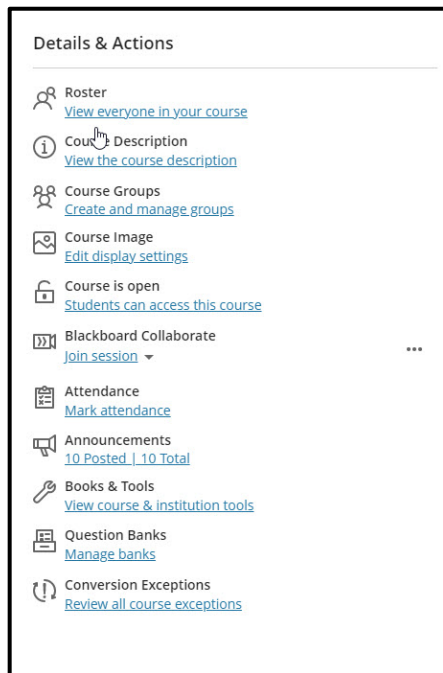 Details & Actions
Roster
View everyone in your course
Course Description
View the course description
Course Groups
Create and manage groups
Course Image
Edit display settings
Course is open
Students can access this course
Blackboard Collaborate
Join session
Attendance
Mark attendance
Announcements
10 Posted | 10 Total
Books & Tools
View course & institution tools
Question Banks
Manage banks
Conversion Exceptions
Review all course exceptions